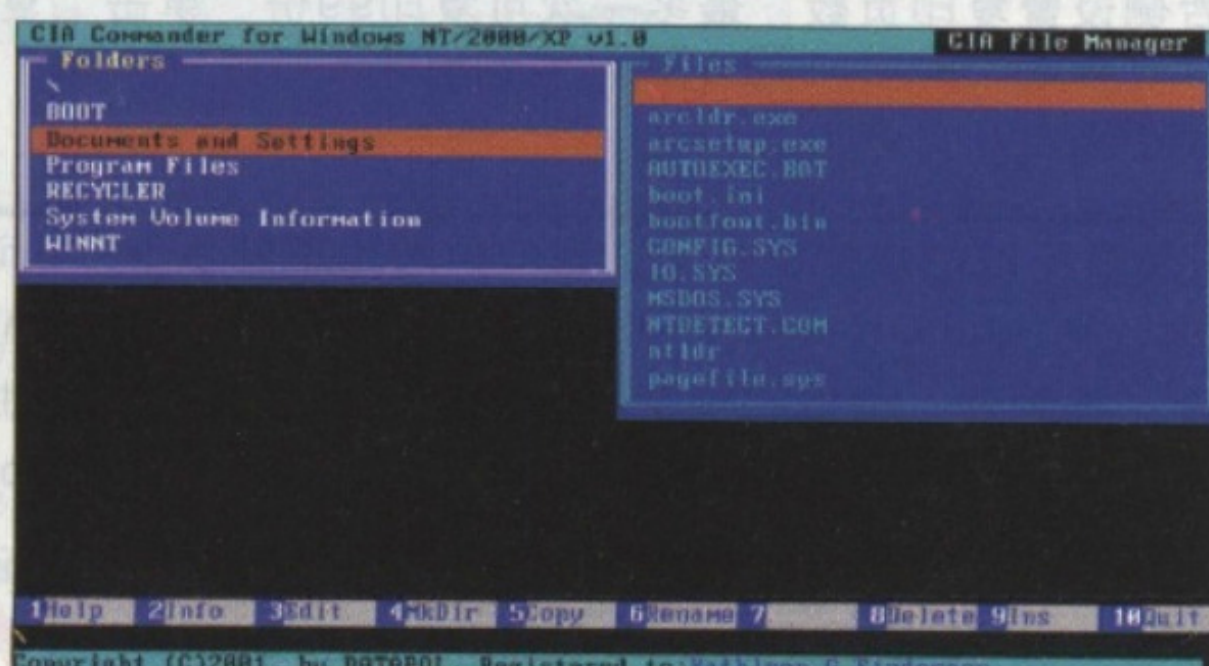 CIA Commander for Windows NT/2000/XP v1.0
CIA File Manager
Folders
\
BOOT
Documents and Settings
Program Files
RECYCLER
System Volume Information
WINNT
Files
arcldr.exe
arcsetup.exe
AUTOEXEC.BAT
boot.ini
bootfont.bin
CONFIG.SYS
IO.SYS
MSDOS.SYS
NTDETECT.COM
ntldr
pagefile.sys
1Help 2Info 3Edit 4MkDir 5Copy 6Rename 7 8Delete 9Ins 10Quit
\
Copyright (C)2001, by DATAPOL. Registered to: